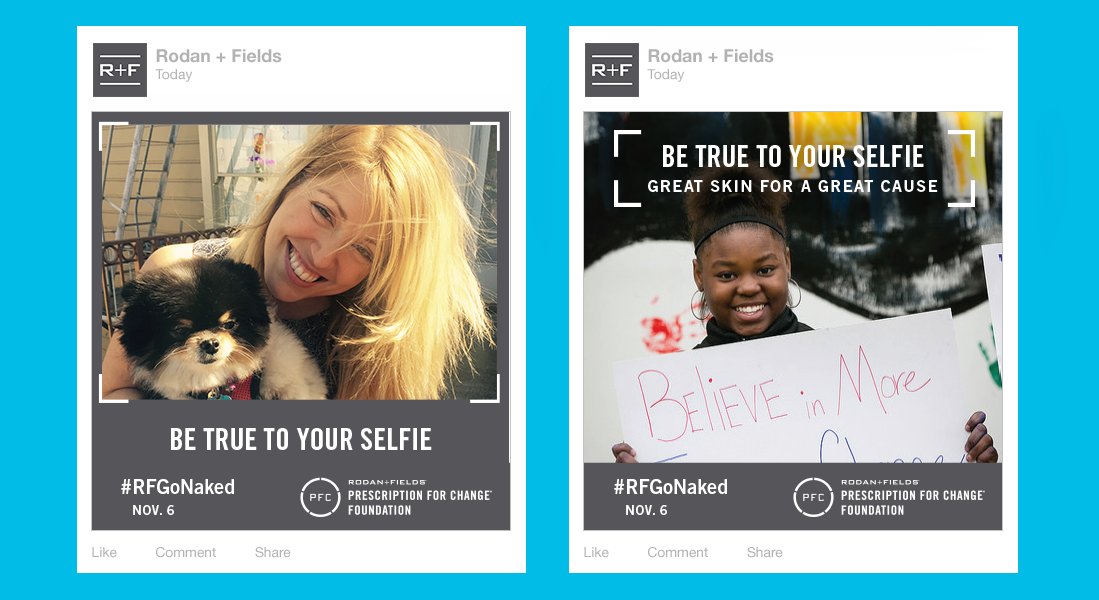 R+F
Rodan + Fields
Today
BE TRUE TO YOUR SELFIE
#RFGoNaked
NOV. 6
PFC
RODAN+FIELDS
PRESCRIPTION FOR CHANGE
FOUNDATION
Like Comment Share
R+F
Rodan + Fields
Today
BE TRUE TO YOUR SELFIE
GREAT SKIN FOR A GREAT CAUSE
BELIEVE in More
#RFGoNaked
NOV. 6
PFC
RODAN+FIELDS
PRESCRIPTION FOR CHANGE
FOUNDATION
Like Comment Share